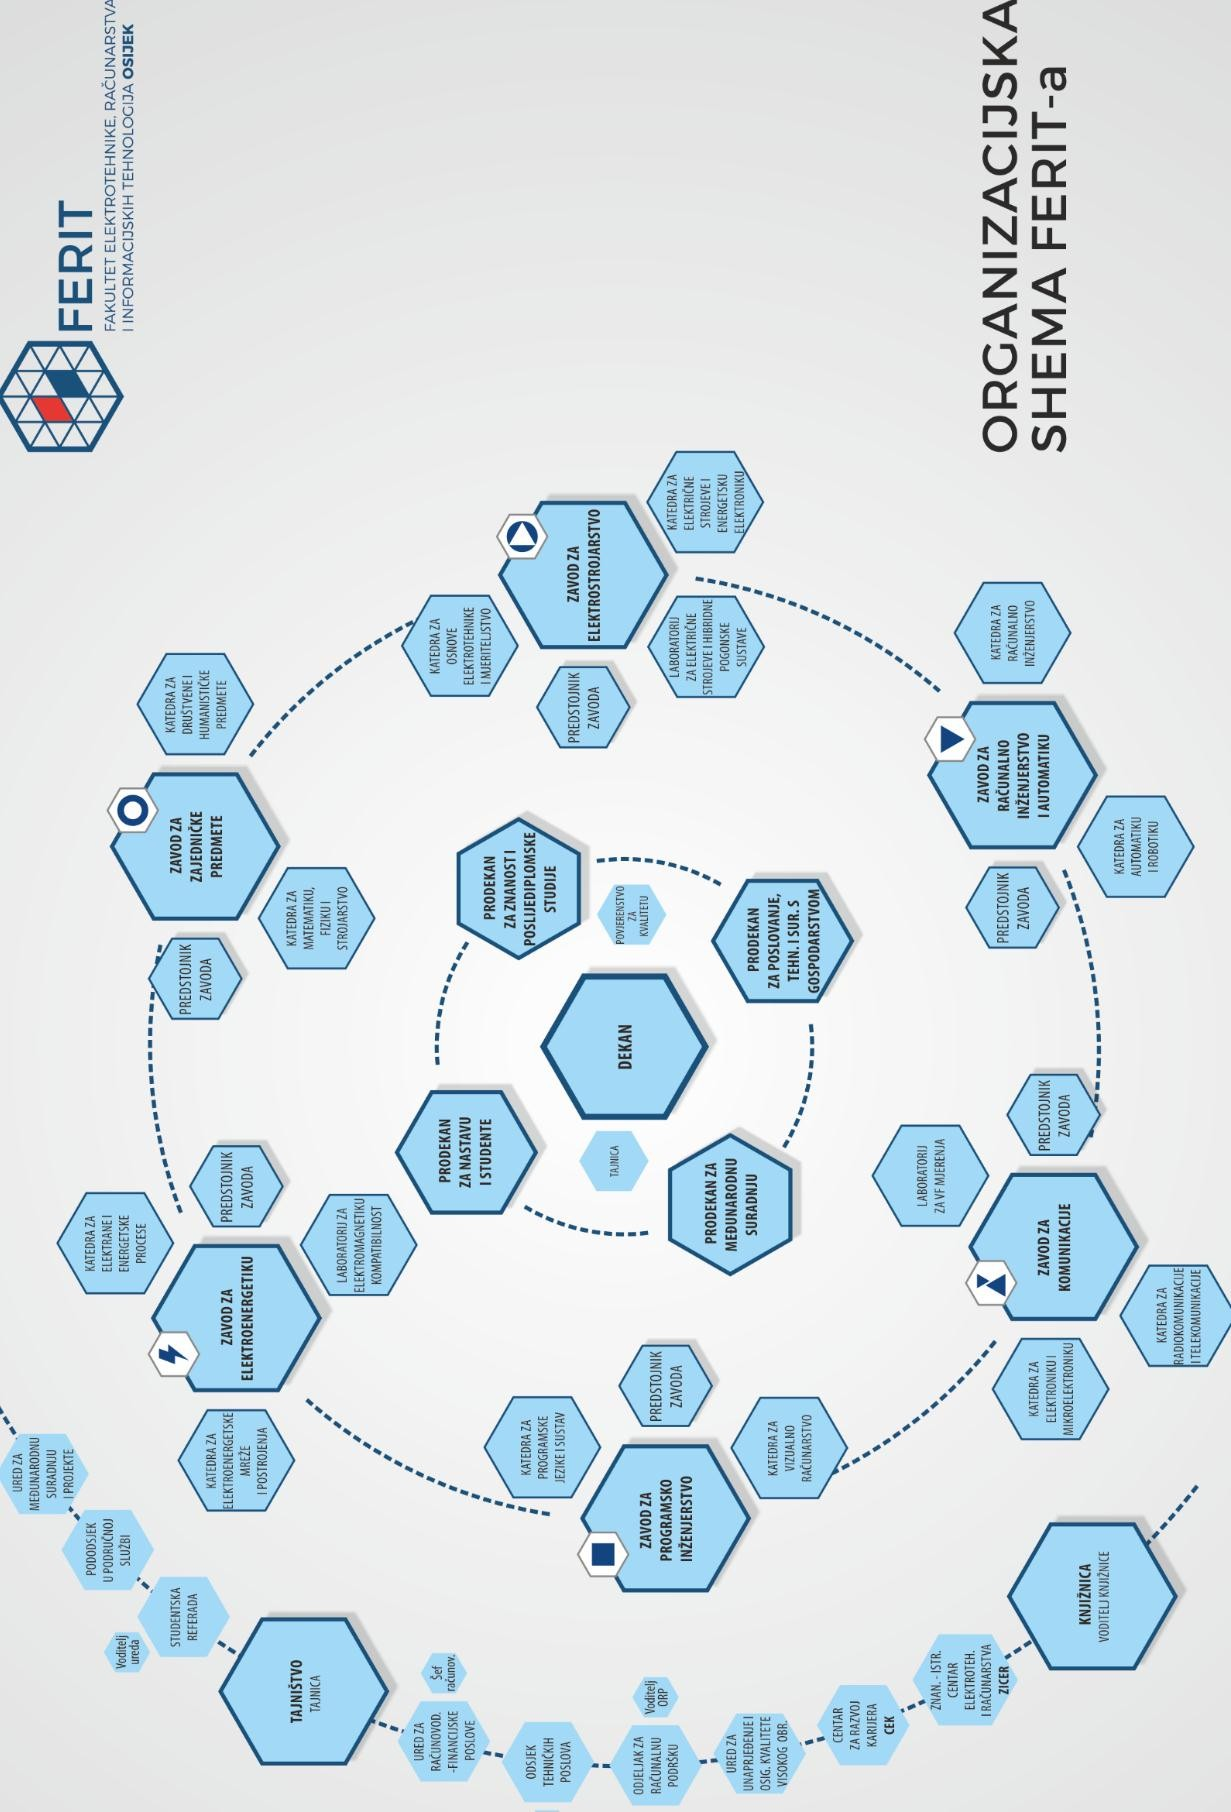 FERIT
FAKULTET ELEKTROTEHNIKE, RAČUNARSTVA
I INFORMACIJSKIH TEHNOLOGIJA OSIJEK
ORGANIZACIJSKA
SHEMA FERIT-a
DEKAN
TAJNICA
POVJERENSTVO
ZA
KVALITETU
PRODEKAN
ZA NASTAVU
I STUDENTE
PRODEKAN
ZA ZNANOST I
POSLIJEDIPLOMSKE
STUDIJE
PRODEKAN
ZA POSLOVANJE,
TEHN. I SUR. S
GOSPODARSTVOM
PRODEKAN ZA
MEĐUNARODNU
SURADNJU
ZAVOD ZA
ELEKTROENERGETIKU
PREDSTOJNIK
ZAVODA
KATEDRA ZA
ELEKTRANE I
ENERGETSKE
PROCESE
LABORATORIJ ZA
ELEKTROMAGNETIKU
KOMPATIBILNOST
KATEDRA ZA
ELEKTROENERGETSKE
MREŽE
I POSTROJENJA
ZAVOD ZA
ZAJEDNIČKE
PREDMETE
PREDSTOJNIK
ZAVODA
KATEDRA ZA
MATEMATIKU,
FIZIKU I
STROJARSTVO
KATEDRA ZA
DRUŠTVENE I
HUMANISTIČKE
PREDMETE
ZAVOD ZA
ELEKTROSTROJARSTVO
PREDSTOJNIK
ZAVODA
KATEDRA ZA
OSNOVE
ELEKTROTEHNIKE
I MJERITELJSTVO
LABORATORIJ
ZA ELEKTRIČNE
STROJEVE I HIBRIDNE
POGONSKE
SUSTAVE
KATEDRA ZA
ELEKTRIČNE
STROJEVE I
ENERGETSKU
ELEKTRONIKU
ZAVOD ZA
RAČUNALNO
INŽENJERSTVO
I AUTOMATIKU
PREDSTOJNIK
ZAVODA
KATEDRA ZA
RAČUNALNO
INŽENJERSTVO
KATEDRA ZA
AUTOMATIKU
I ROBOTIKU
ZAVOD ZA
KOMUNIKACIJE
PREDSTOJNIK
ZAVODA
LABORATORIJ
ZA VF MJERENJA
KATEDRA ZA
RADIOKOMUNIKACIJE
I TELEKOMUNIKACIJE
KATEDRA ZA
ELEKTRONIKU I
MIKROELEKTRONIKU
ZAVOD ZA
PROGRAMSKO
INŽENJERSTVO
PREDSTOJNIK
ZAVODA
KATEDRA ZA
PROGRAMSKE
JEZIKE I SUSTAV
KATEDRA ZA
VIZUALNO
RAČUNARSTVO
URED ZA
MEĐUNARODNU
SURADNJU
I PROJEKTE
PODODSJEK
U PODRUČNOJ
SLUŽBI
STUDENTSKA
REFERADA
Voditelj
ureda
TAJNIŠTVO
TAJNICA
URED ZA
RAČUNOVOD.
-FINANCIJSKE
POSLOVE
Šef
računov.
ODSJEK
TEHNIČKIH
POSLOVA
ODJELJAK ZA
RAČUNALNU
PODRŠKU
Voditelj
ORP
URED ZA
UNAPRJEĐENJE I
OSIG. KVALITETE
VISOKOG OBR.
CENTAR
ZA RAZVOJ
KARIJERA
CEK
ZNAN. - ISTR.
CENTAR
ELEKTROTEH.
I RAČUNARSTVA
ZICER
KNJIŽNICA
VODITELJ KNJIŽNICE